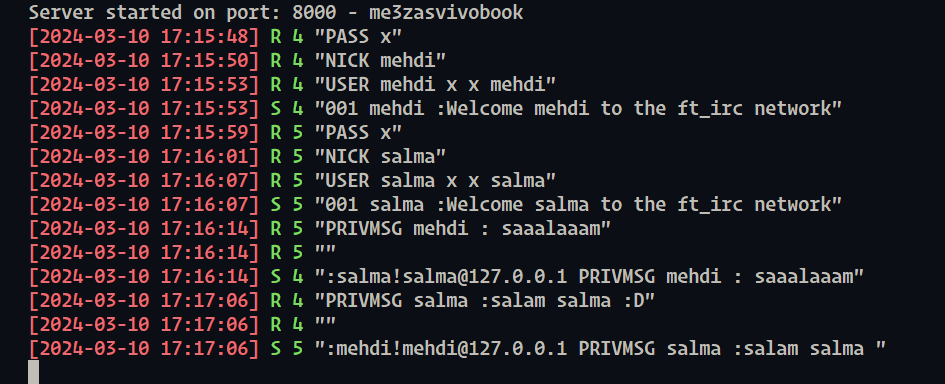 Server started on port: 8000 - me3zasvivobook
[2024-03-10 17:15:48] R 4 "PASS x"
[2024-03-10 17:15:50] R 4 "NICK mehdi"
[2024-03-10 17:15:53] R 4 "USER mehdi x x mehdi"
[2024-03-10 17:15:53] S 4 "001 mehdi :Welcome mehdi to the ft_irc network"
[2024-03-10 17:15:59] R 5 "PASS x"
[2024-03-10 17:16:01] R 5 "NICK salma"
[2024-03-10 17:16:07] R 5 "USER salma x x salma"
[2024-03-10 17:16:07] S 5 "001 salma :Welcome salma to the ft_irc network"
[2024-03-10 17:16:14] R 5 "PRIVMSG mehdi : saaalaaam"
[2024-03-10 17:16:14] R 5 ""
[2024-03-10 17:16:14] S 4 ":salma!salma@127.0.0.1 PRIVMSG mehdi : saaalaaam"
[2024-03-10 17:17:06] R 4 "PRIVMSG salma :salam salma :D"
[2024-03-10 17:17:06] R 4 ""
[2024-03-10 17:17:06] S 5 ":mehdi!mehdi@127.0.0.1 PRIVMSG salma :salam salma "